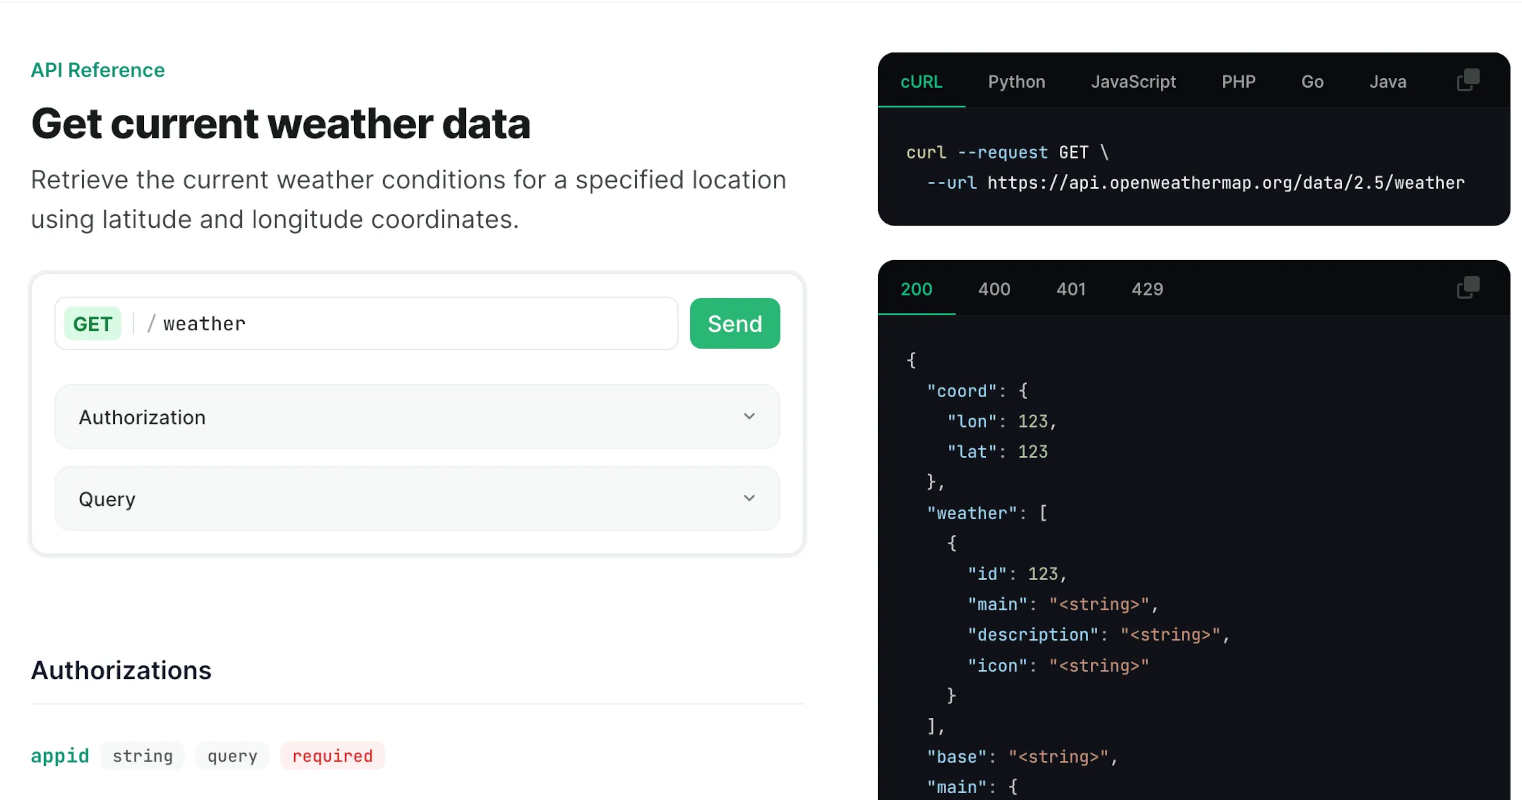 API Reference
Get current weather data
Retrieve the current weather conditions for a specified location
using latitude and longitude coordinates.
GET / weather Send
Authorization
Query
Authorizations
appid string query required
cURL Python JavaScript PHP Go Java
curl --request GET \
  --url https://api.openweathermap.org/data/2.5/weather
200 400 401 429
{
  "coord": {
    "lon": 123,
    "lat": 123
  },
  "weather": [
    {
      "id": 123,
      "main": "<string>",
      "description": "<string>",
      "icon": "<string>"
    }
  ],
  "base": "<string>",
  "main": {